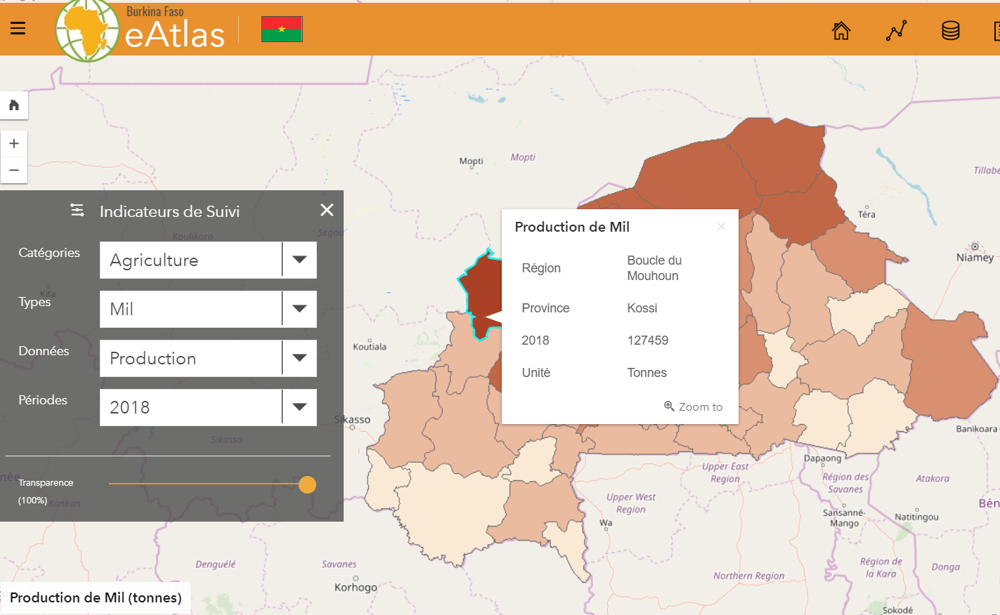 Burkina Faso
eAtlas
Mopti
Mopti
Tillabe
Téra
Niamey
Indicateurs de Suivi
Koulikoro
Ségou
Kita
Catégories
Agriculture
Types
Mil
Données
Production
Périodes
2018
Sikasso
Sikasso
Transparence
(100%)
Kankan
née
Koutiala
Production de Mil
Région
Boucle du
Mouhoun
Province
Kossi
2018
127459
Unité
Tonnes
Zoom to
Banikoara
Dapaong
Upper East
Region
Région des
Savanes
Atakora
Upper West
Region
Bén
Sansanné-
Mango
Natitingou
Wa
Denguélé
Savanes
Korhogo
Northern Region
Région de
la Kara
Donga
Sokodé
Production de Mil (tonnes)